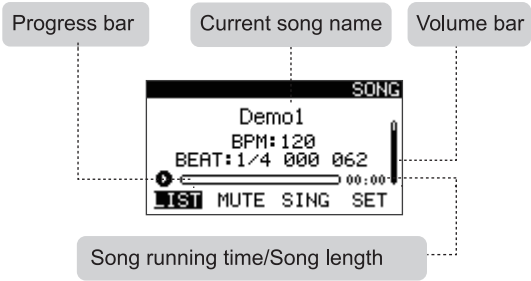 Progress bar
Current song name
Volume bar
SONG
Demo1
BPM:120
BEAT:1/4 000 062
00:00
LIST MUTE SING SET
Song running time/Song length